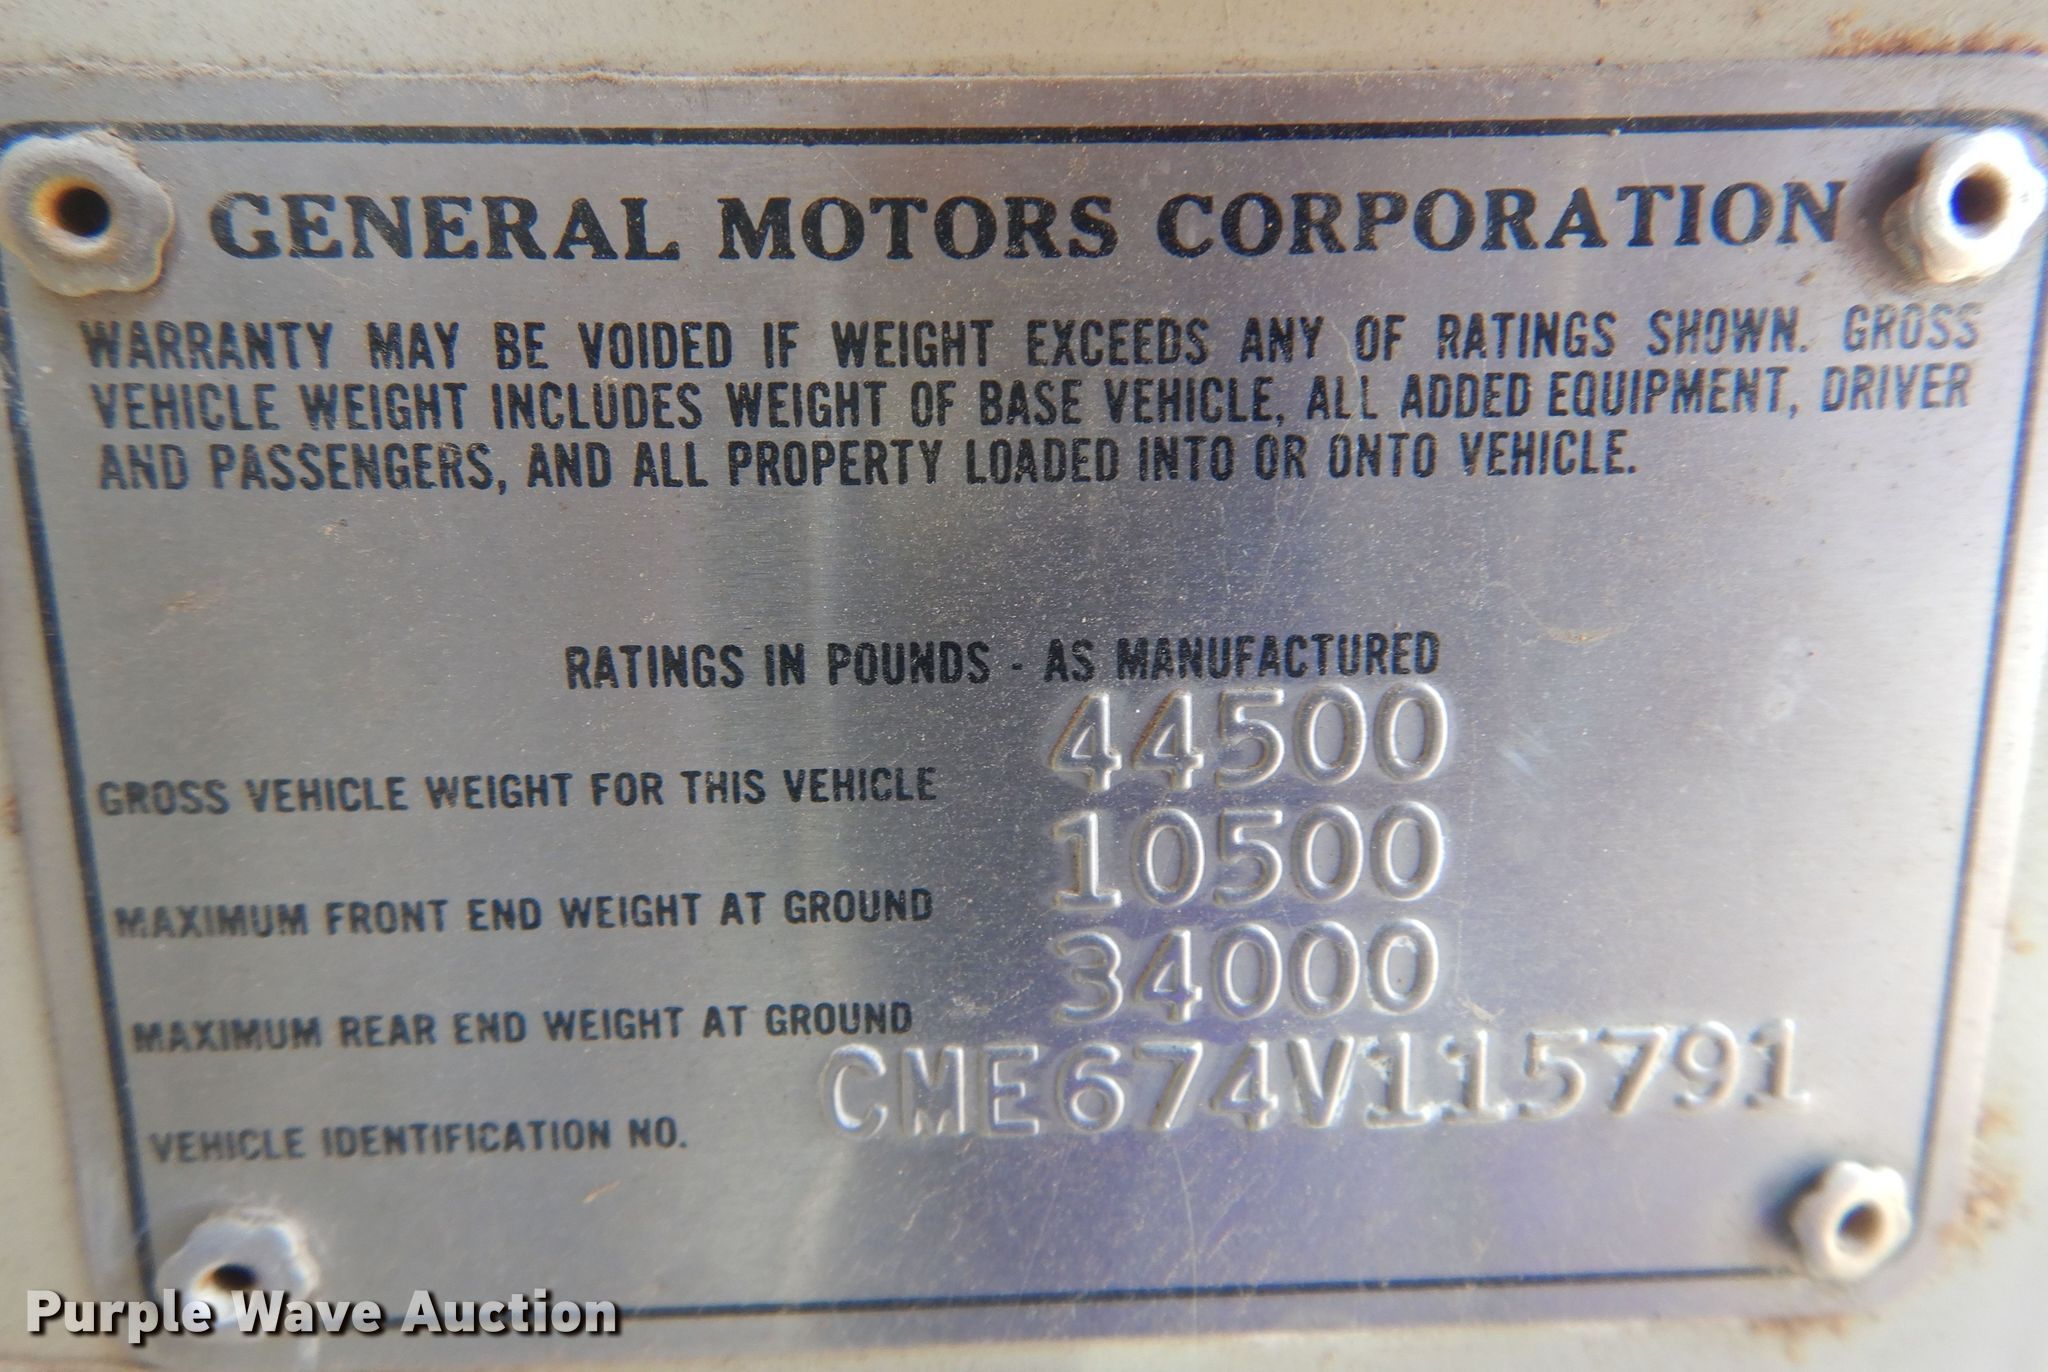 GENERAL MOTORS CORPORATION
WARRANTY MAY BE VOIDED IF WEIGHT EXCEEDS ANY OF RATINGS SHOWN. GROSS
VEHICLE WEIGHT INCLUDES WEIGHT OF BASE VEHICLE, ALL ADDED EQUIPMENT, DRIVER
AND PASSENGERS, AND ALL PROPERTY LOADED INTO OR ONTO VEHICLE.
RATINGS IN POUNDS - AS MANUFACTURED
GROSS VEHICLE WEIGHT FOR THIS VEHICLE 44500
MAXIMUM FRONT END WEIGHT AT GROUND 10500
MAXIMUM REAR END WEIGHT AT GROUND 34000
VEHICLE IDENTIFICATION NO. CME674V115791
Purple Wave Auction